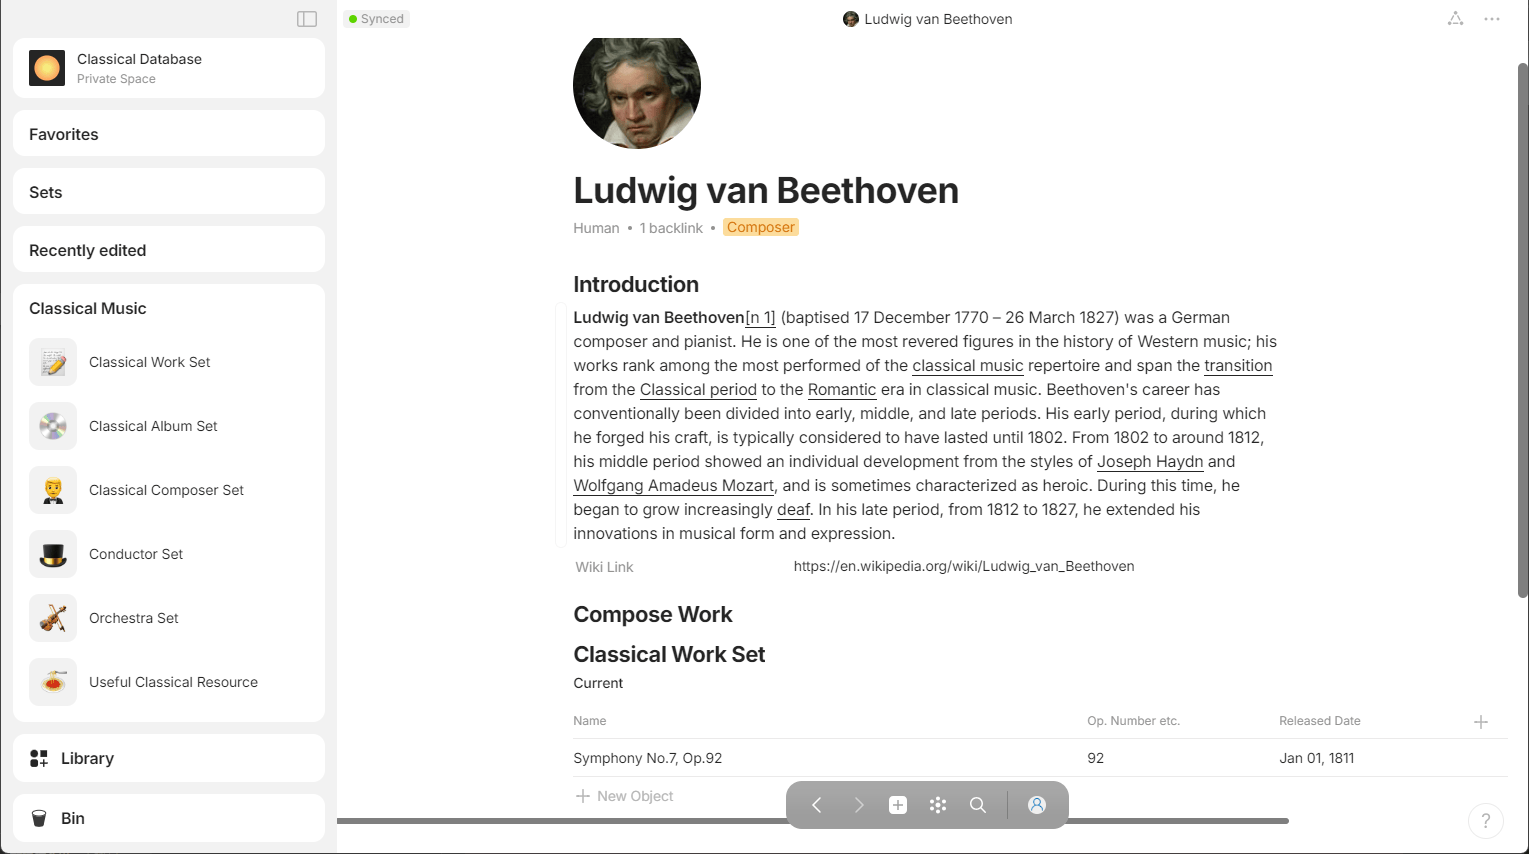 Synced
Ludwig van Beethoven
Classical Database
Private Space
Favorites
Sets
Recently edited
Classical Music
Classical Work Set
Classical Album Set
Classical Composer Set
Conductor Set
Orchestra Set
Useful Classical Resource
Library
Bin
Ludwig van Beethoven
Human • 1 backlink • Composer
Introduction
Ludwig van Beethoven[n 1] (baptised 17 December 1770 – 26 March 1827) was a German
composer and pianist. He is one of the most revered figures in the history of Western music; his
works rank among the most performed of the classical music repertoire and span the transition
from the Classical period to the Romantic era in classical music. Beethoven's career has
conventionally been divided into early, middle, and late periods. His early period, during which
he forged his craft, is typically considered to have lasted until 1802. From 1802 to around 1812,
his middle period showed an individual development from the styles of Joseph Haydn and
Wolfgang Amadeus Mozart, and is sometimes characterized as heroic. During this time, he
began to grow increasingly deaf. In his late period, from 1812 to 1827, he extended his
innovations in musical form and expression.
Wiki Link https://en.wikipedia.org/wiki/Ludwig_van_Beethoven
Compose Work
Classical Work Set
Current
Name Op. Number etc. Released Date
Symphony No.7, Op.92 92 Jan 01, 1811
New Object
?